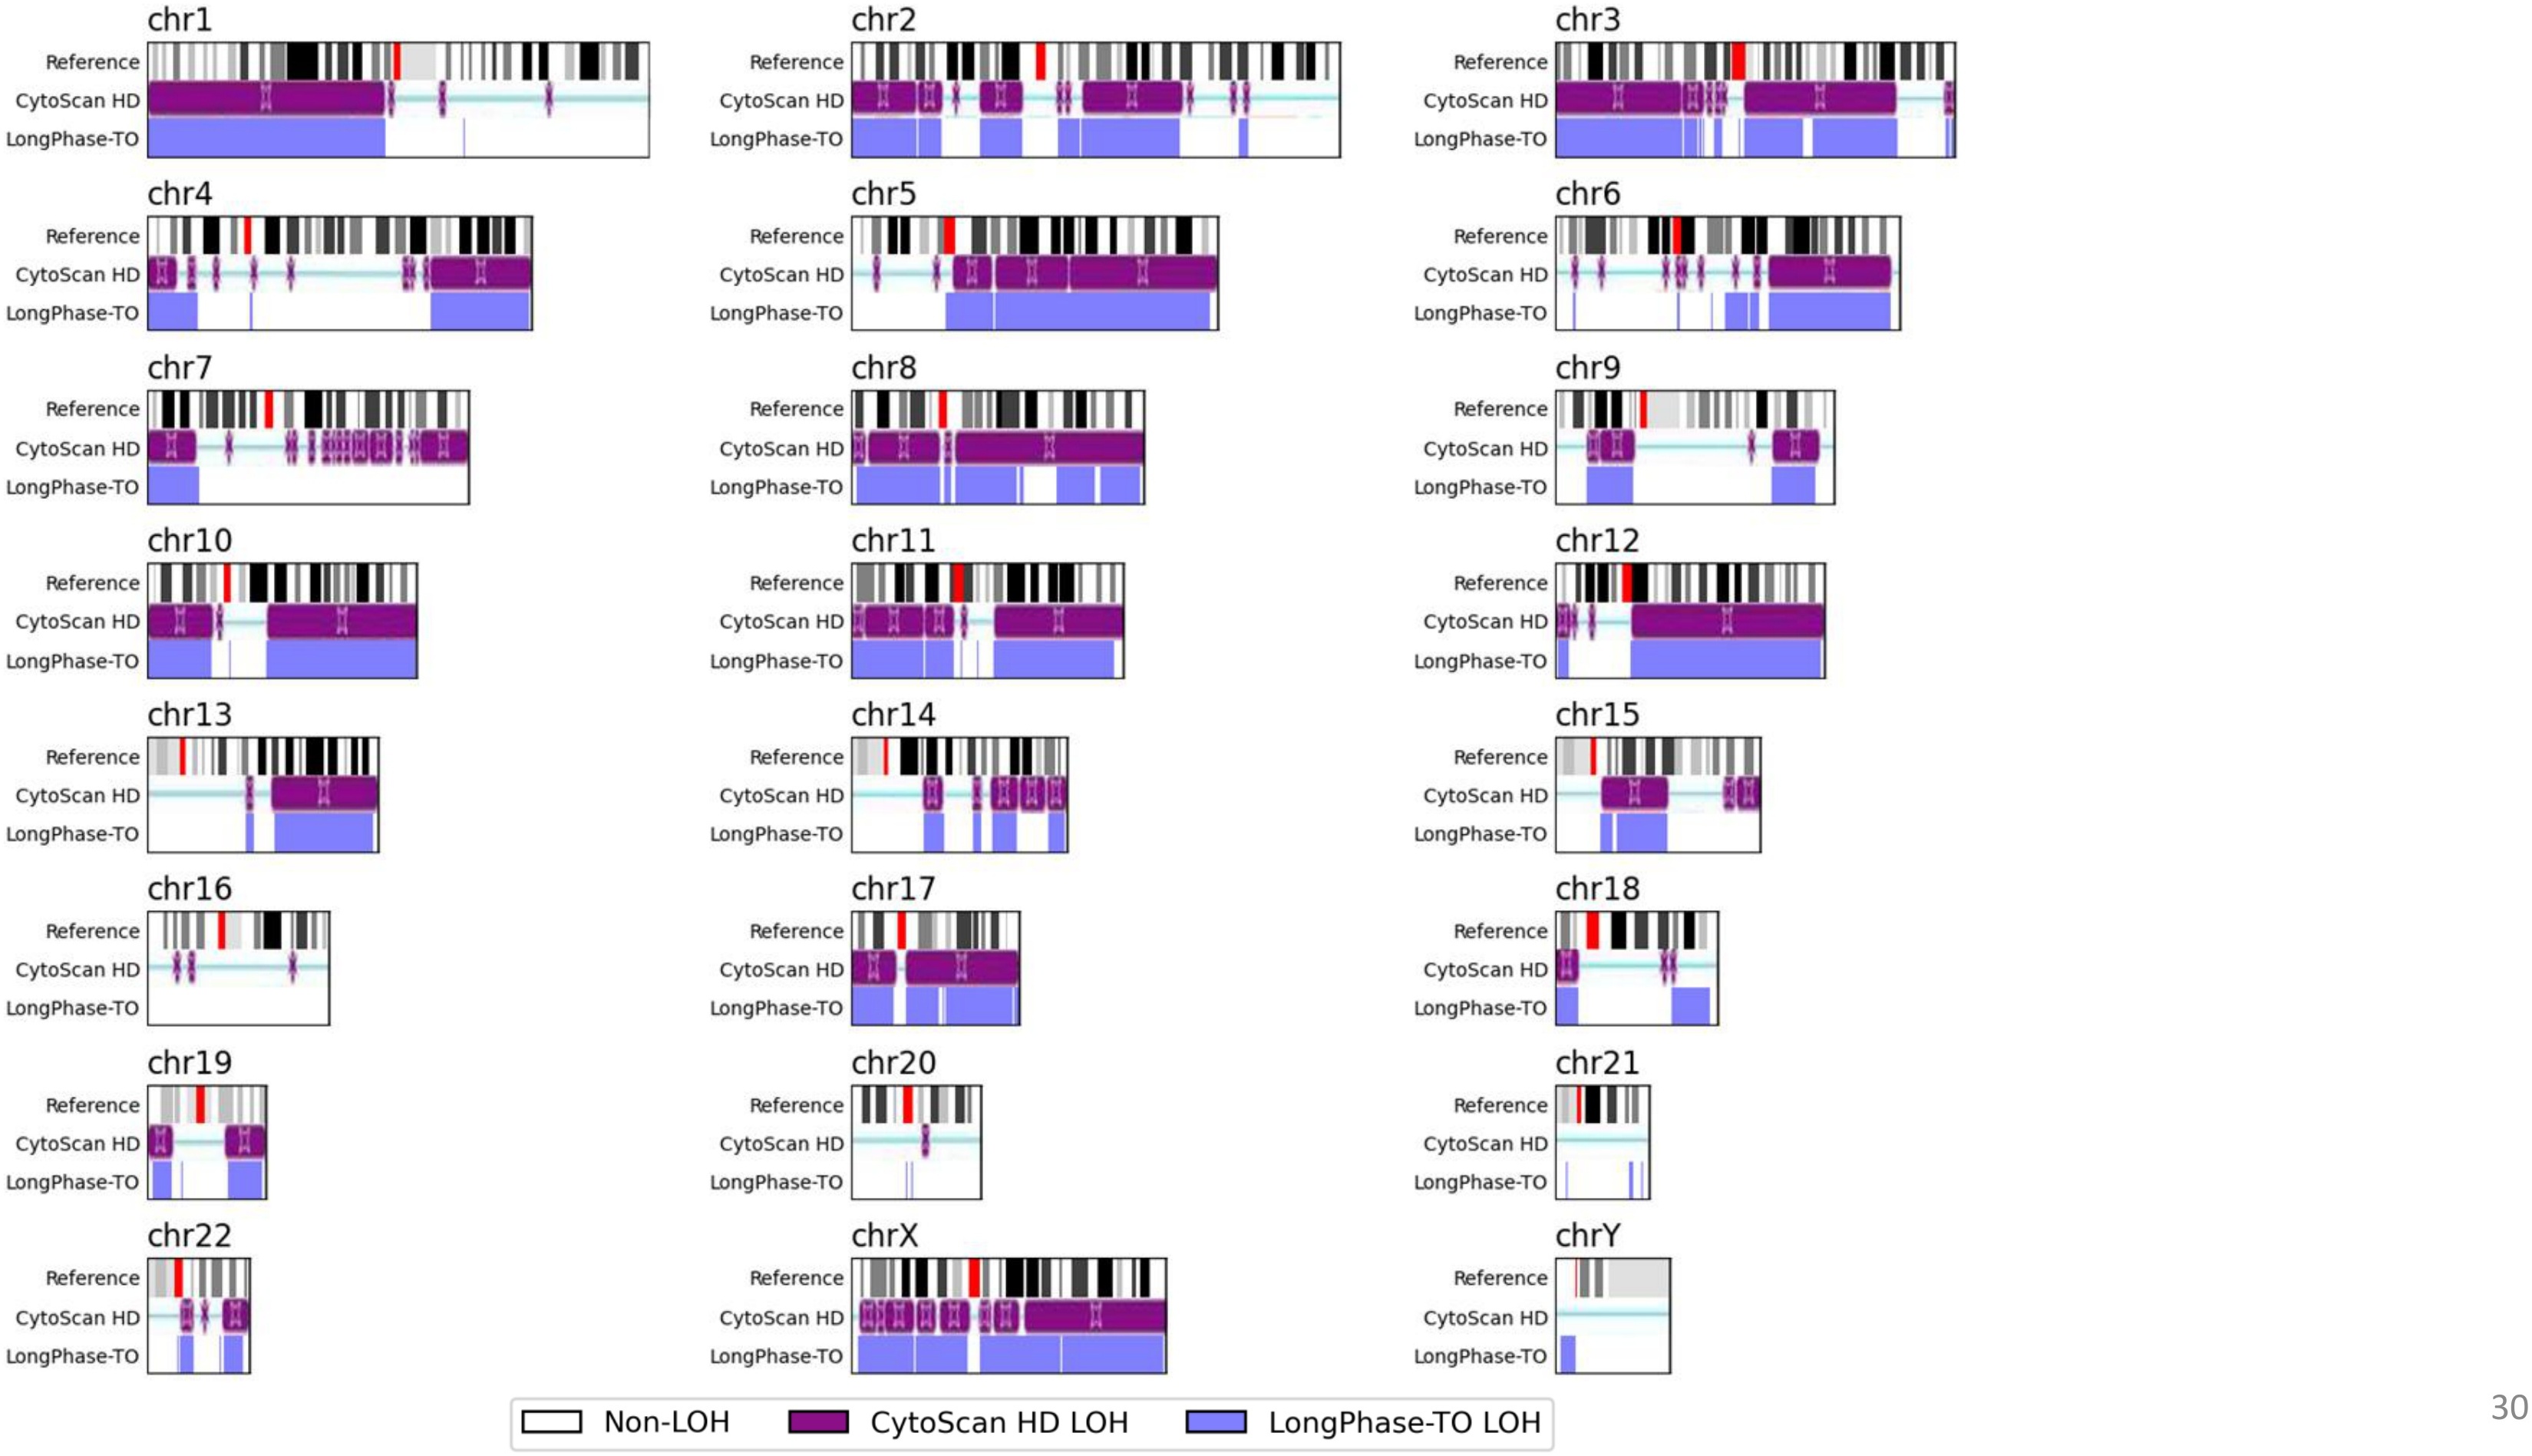 chr1
Reference
CytoScan HD
LongPhase-TO
chr2
Reference
CytoScan HD
LongPhase-TO
chr3
Reference
CytoScan HD
LongPhase-TO
chr4
Reference
CytoScan HD
LongPhase-TO
chr5
Reference
CytoScan HD
LongPhase-TO
chr6
Reference
CytoScan HD
LongPhase-TO
chr7
Reference
CytoScan HD
LongPhase-TO
chr8
Reference
CytoScan HD
LongPhase-TO
chr9
Reference
CytoScan HD
LongPhase-TO
chr10
Reference
CytoScan HD
LongPhase-TO
chr11
Reference
CytoScan HD
LongPhase-TO
chr12
Reference
CytoScan HD
LongPhase-TO
chr13
Reference
CytoScan HD
LongPhase-TO
chr14
Reference
CytoScan HD
LongPhase-TO
chr15
Reference
CytoScan HD
LongPhase-TO
chr16
Reference
CytoScan HD
LongPhase-TO
chr17
Reference
CytoScan HD
LongPhase-TO
chr18
Reference
CytoScan HD
LongPhase-TO
chr19
Reference
CytoScan HD
LongPhase-TO
chr20
Reference
CytoScan HD
LongPhase-TO
chr21
Reference
CytoScan HD
LongPhase-TO
chr22
Reference
CytoScan HD
LongPhase-TO
chrX
Reference
CytoScan HD
LongPhase-TO
chrY
Reference
CytoScan HD
LongPhase-TO
Non-LOH CytoScan HD LOH LongPhase-TO LOH
30